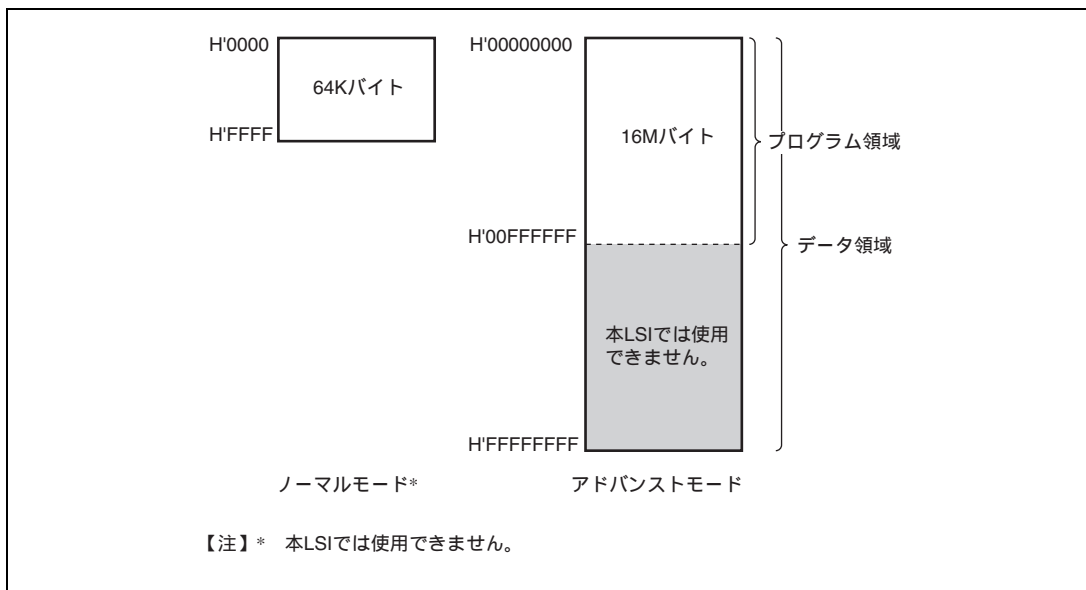 H'0000
64Kバイト
H'FFFF
ノーマルモード*
H'00000000
16Mバイト
プログラム領域
H'00FFFFFF
データ領域
本LSIでは使用
できません。
H'FFFFFFFF
アドバンストモード
【注】* 本LSIでは使用できません。